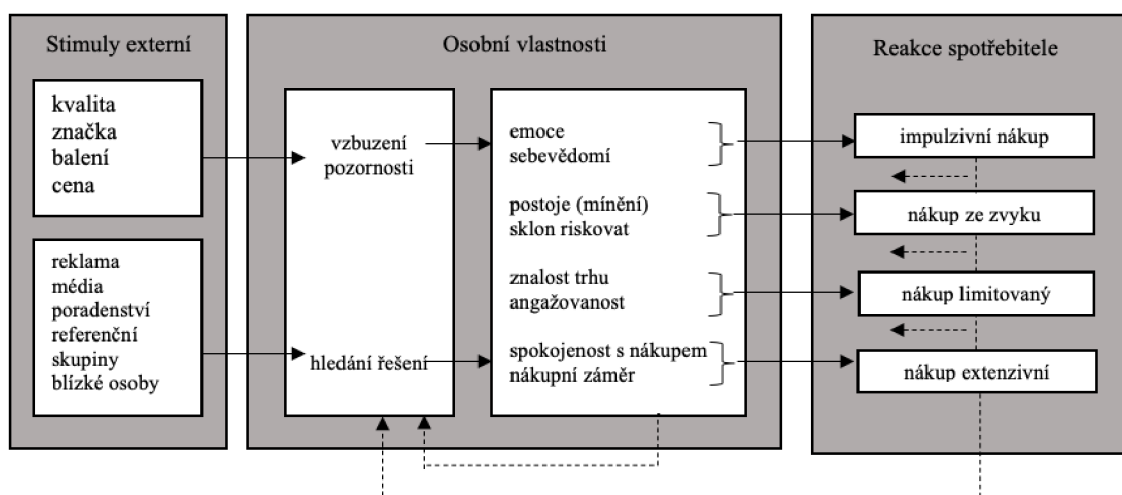 Stimuly externí
kvalita
značka
balení
cena
reklama
média
poradenství
referenční
skupiny
blízké osoby
Osobní vlastnosti
vzbuzení
pozornosti
hledání řešení
emoce
sebevědomí
postoje (mínění)
sklon riskovat
znalost trhu
angažovanost
spokojenost s nákupem
nákupní záměr
Reakce spotřebitele
impulzivní nákup
nákup ze zvyku
nákup limitovaný
nákup extenzivní